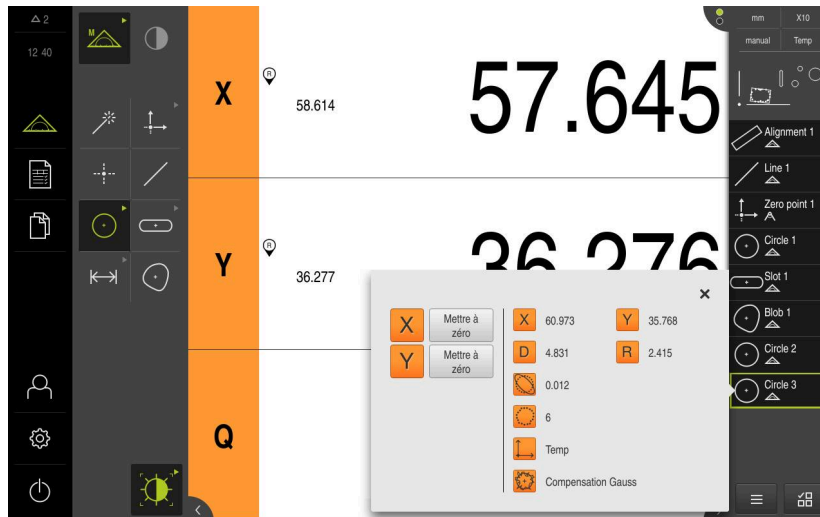 2
12 40
M
X
R
58.614
57.645
Y
R
36.277
36.276
Q
mm
X10
manual
Temp
Alignment 1
Line 1
Zero point 1
Circle 1
Slot 1
Blob 1
Circle 2
Circle 3
X
Mettre à
zéro
Y
Mettre à
zéro
X 60.973 Y 35.768
D 4.831 R 2.415
0.012
6
Temp
Compensation Gauss